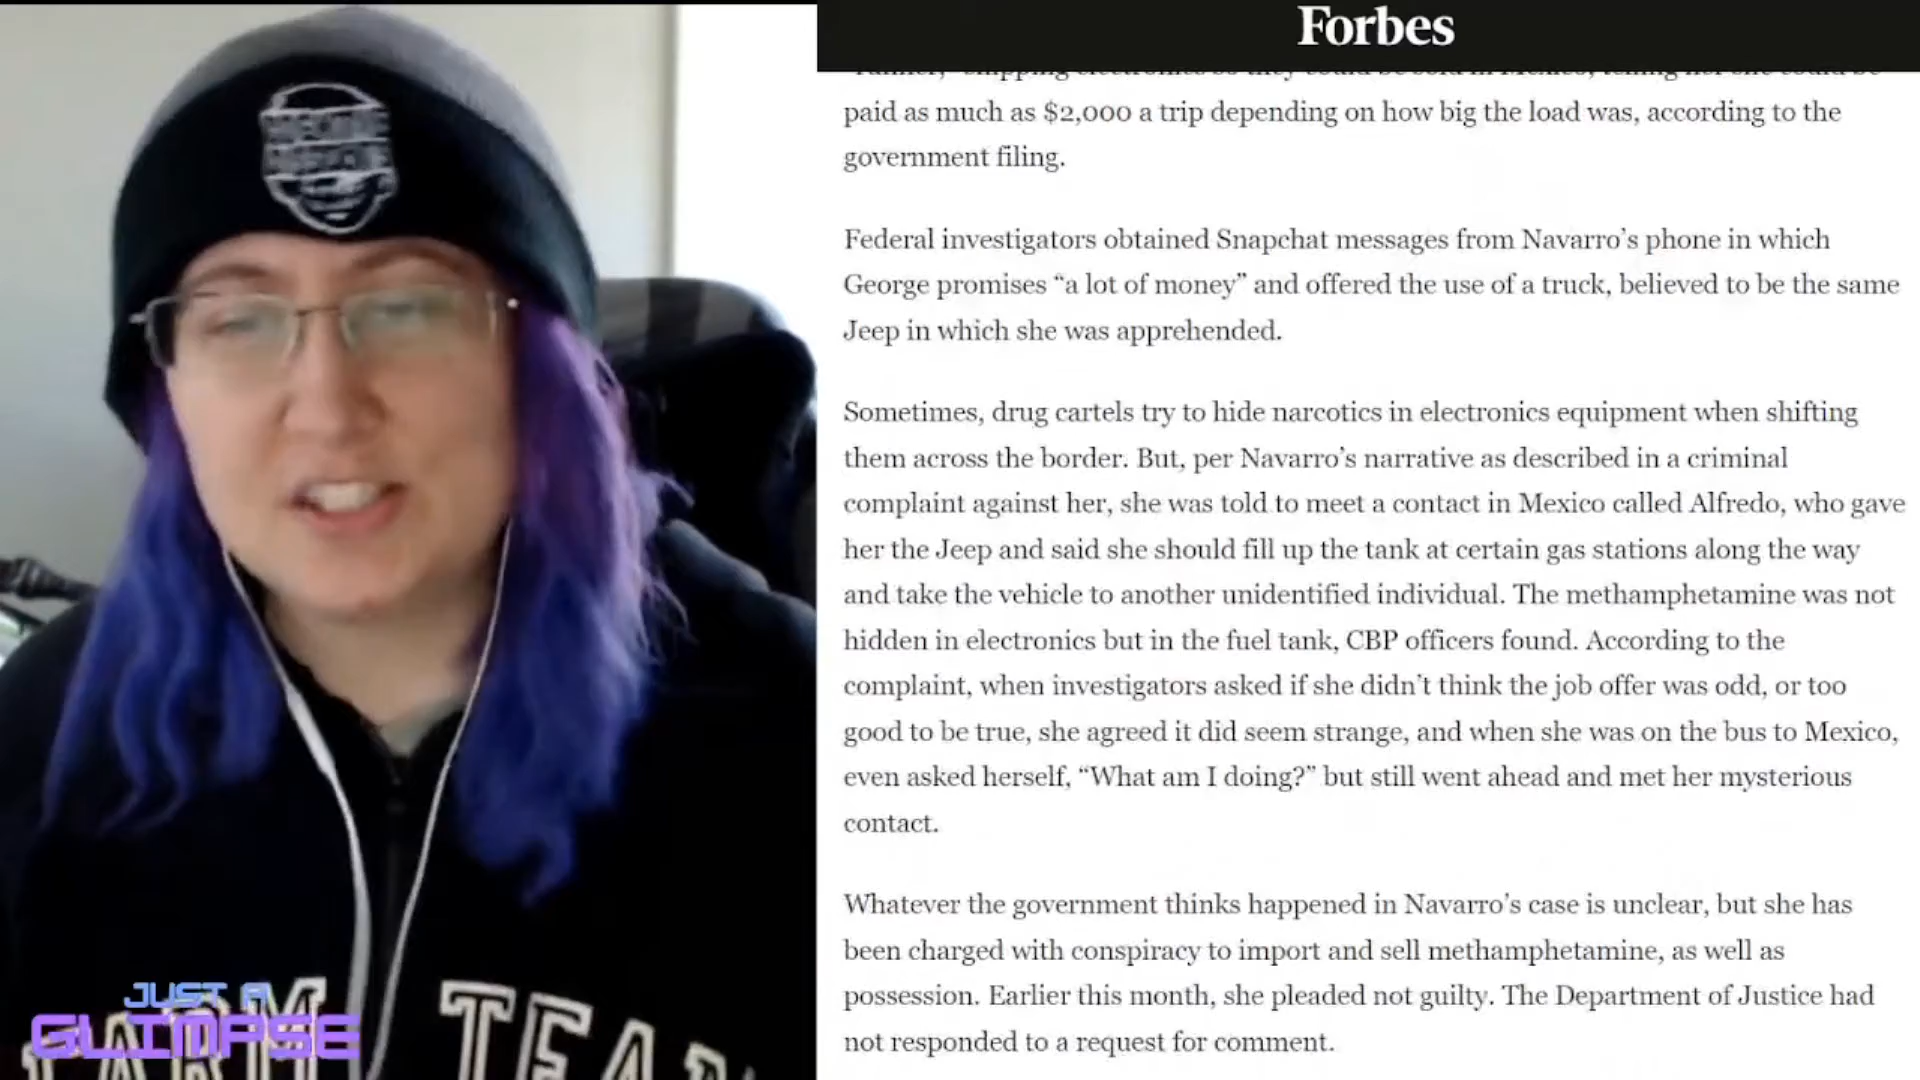 Forbes
paid as much as $2,000 a trip depending on how big the load was, according to the
government filing.
Federal investigators obtained Snapchat messages from Navarro’s phone in which
George promises “a lot of money” and offered the use of a truck, believed to be the same
Jeep in which she was apprehended.
Sometimes, drug cartels try to hide narcotics in electronics equipment when shifting
them across the border. But, per Navarro’s narrative as described in a criminal
complaint against her, she was told to meet a contact in Mexico called Alfredo, who gave
her the Jeep and said she should fill up the tank at certain gas stations along the way
and take the vehicle to another unidentified individual. The methamphetamine was not
hidden in electronics but in the fuel tank, CBP officers found. According to the
complaint, when investigators asked if she didn’t think the job offer was odd, or too
good to be true, she agreed it did seem strange, and when she was on the bus to Mexico,
even asked herself, “What am I doing?” but still went ahead and met her mysterious
contact.
Whatever the government thinks happened in Navarro’s case is unclear, but she has
been charged with conspiracy to import and sell methamphetamine, as well as
possession. Earlier this month, she pleaded not guilty. The Department of Justice had
not responded to a request for comment.
JUST A
GLIMPSE